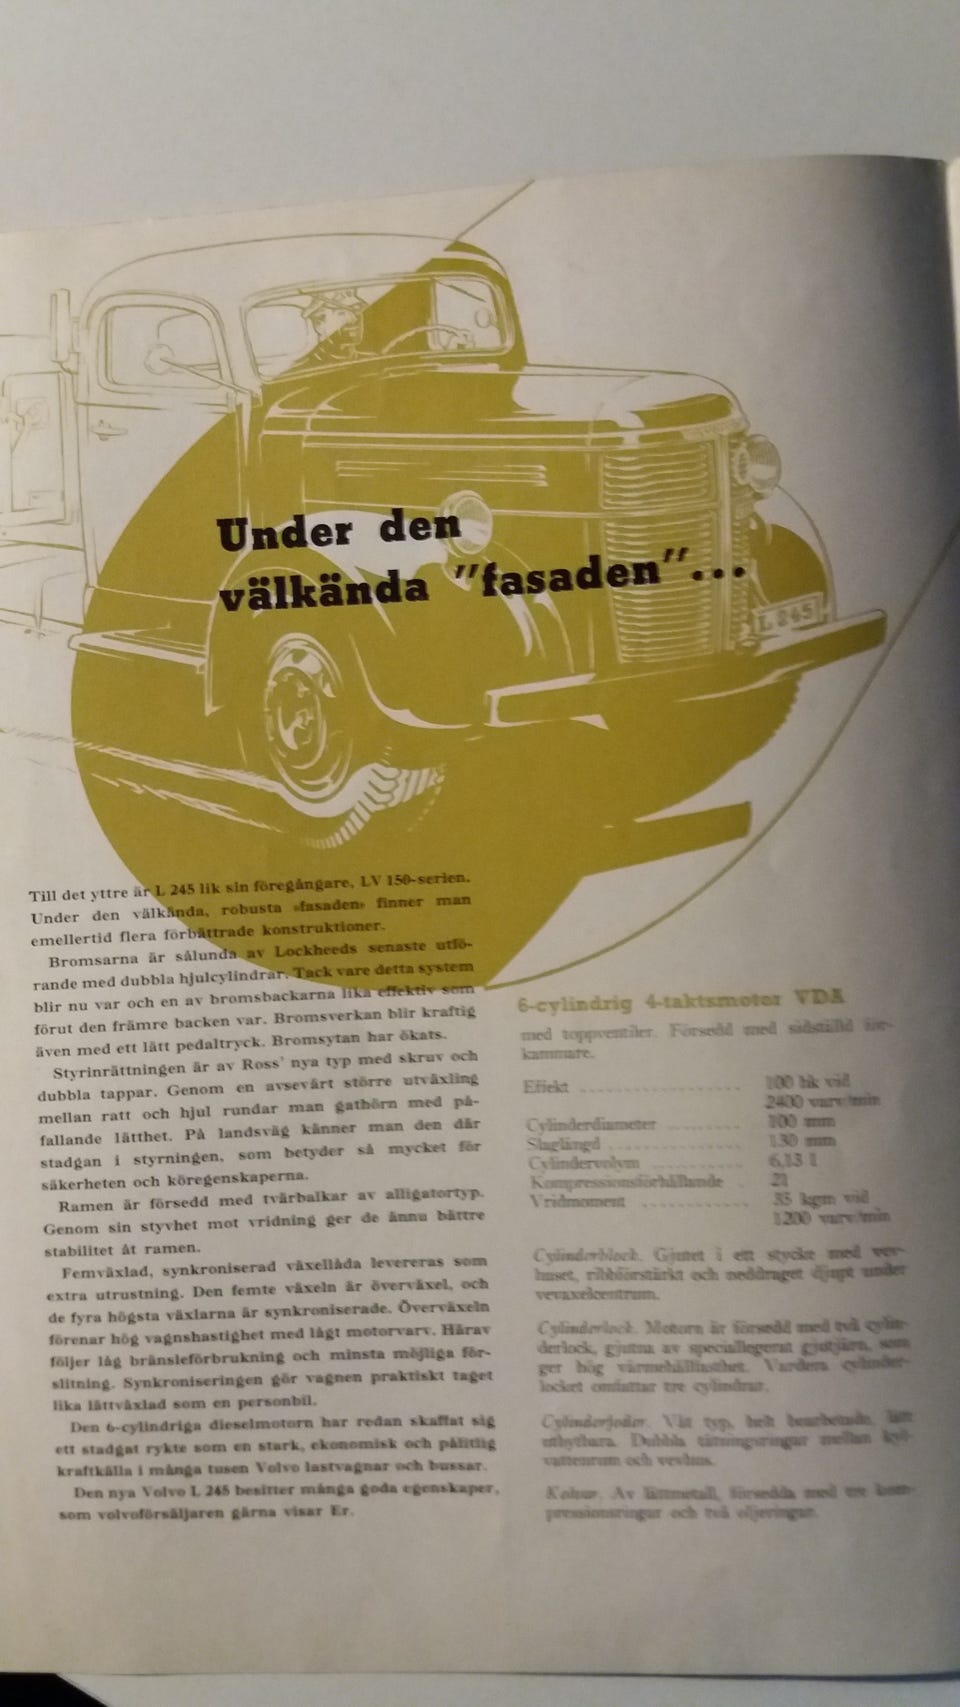 Under den
välkända "fasaden"...
L 245
Till det yttre är L 245 lik sin föregångare, LV 150-serien.
Under den välkända, robusta »fasaden» finner man
emellertid flera förbättrade konstruktioner.
Bromsarna är sålunda av Lockheeds senaste utfö-
rande med dubbla hjulcylindrar. Tack vare detta system
blir nu var och en av bromsbackarna lika effektiv som
förut den främre backen var. Bromsverkan blir kraftig
även med ett lätt pedaltryck. Bromsytan har ökats.
Styrinrättningen är av Ross' nya typ med skruv och
dubbla tappar. Genom en avsevärt större utväxling
mellan ratt och hjul rundar man gathörn med på-
fallande lätthet. På landsväg känner man den där
stadgan i styrningen, som betyder så mycket för
säkerheten och köregenskaperna.
Ramen är försedd med tvärbalkar av alligatortyp.
Genom sin styvhet mot vridning ger de ännu bättre
stabilitet åt ramen.
Femväxlad, synkroniserad växellåda levereras som
extra utrustning. Den femte växeln är överväxel, och
de fyra högsta växlarna är synkroniserade. Överväxeln
förenar hög vagnshastighet med lågt motorvarv. Härav
följer låg bränsleförbrukning och minsta möjliga för-
slitning. Synkroniseringen gör vagnen praktiskt taget
lika lättväxlad som en personbil.
Den 6-cylindriga dieselmotorn har redan skaffat sig
ett stadgat rykte som en stark, ekonomisk och pålitlig
kraftkälla i många tusen Volvo lastvagnar och bussar.
Den nya Volvo L 245 besitter många goda egenskaper,
som volvoförsäljaren gärna visar Er.
6-cylindrig 4-taktsmotor VDA
med toppventiler. Försedd med sidställd för-
kammare.
Effekt .................... 100 hk vid
2400 varv/min
Cylinderdiameter ......... 100 mm
Slaglängd ................ 130 mm
Cylindervolym ........... 6,13 l
Kompressionsförhållande . 21
Vridmoment ............. 35 kgm vid
1200 varv/min
Cylinderblock. Gjutet i ett stycke med vev-
huset, ribbförstärkt och neddraget djupt under
vevaxelcentrum.
Cylinderlock. Motorn är försedd med två cylin-
derlock, gjutna av speciallegerat gjutjärn, som
ger hög värmehållfasthet. Vardera cylinder-
locket omfattar tre cylindrar.
Cylinderfoder. Våt typ, helt bearbetade, lätt
utbytbara. Dubbla tätningsringar mellan kyl-
vattenrum och vevhus.
Kolvar. Av lättmetall, försedda med tre kom-
pressionsringar och två oljeringar.